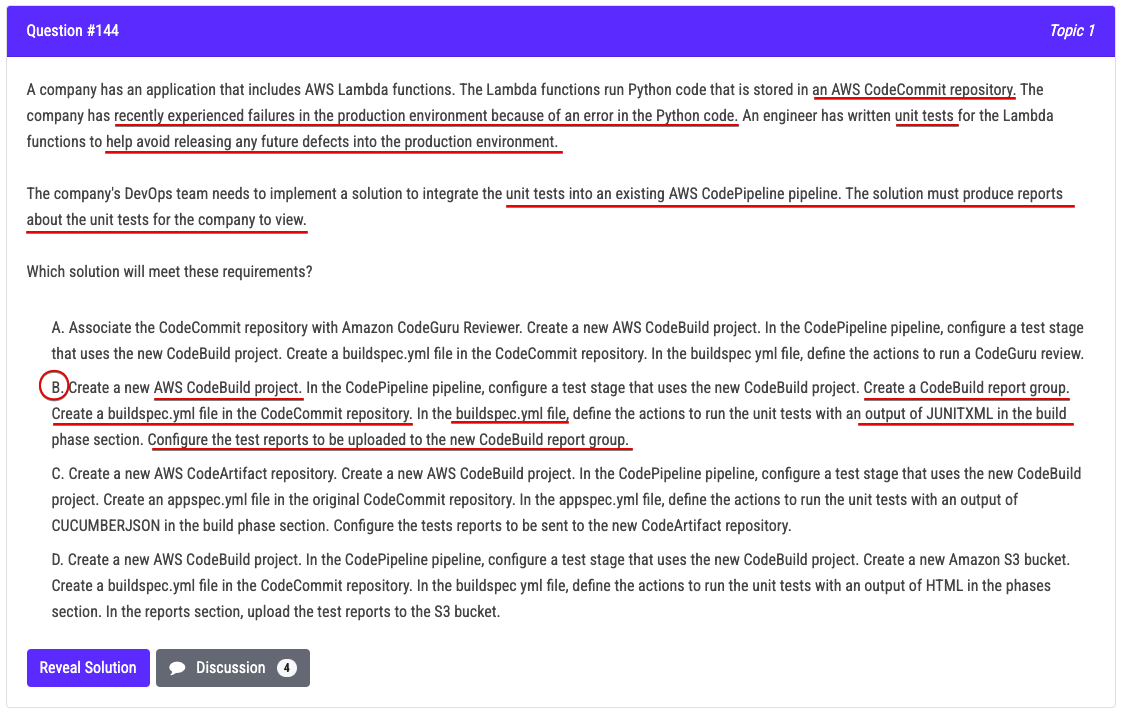 Question #144
Topic 1
A company has an application that includes AWS Lambda functions. The Lambda functions run Python code that is stored in an AWS CodeCommit repository. The
company has recently experienced failures in the production environment because of an error in the Python code. An engineer has written unit tests for the Lambda
functions to help avoid releasing any future defects into the production environment.
The company's DevOps team needs to implement a solution to integrate the unit tests into an existing AWS CodePipeline pipeline. The solution must produce reports
about the unit tests for the company to view.
Which solution will meet these requirements?
A. Associate the CodeCommit repository with Amazon CodeGuru Reviewer. Create a new AWS CodeBuild project. In the CodePipeline pipeline, configure a test stage
that uses the new CodeBuild project. Create a buildspec.yml file in the CodeCommit repository. In the buildspec yml file, define the actions to run a CodeGuru review.
B. Create a new AWS CodeBuild project. In the CodePipeline pipeline, configure a test stage that uses the new CodeBuild project. Create a CodeBuild report group.
Create a buildspec.yml file in the CodeCommit repository. In the buildspec.yml file, define the actions to run the unit tests with an output of JUNITXML in the build
phase section. Configure the test reports to be uploaded to the new CodeBuild report group.
C. Create a new AWS CodeArtifact repository. Create a new AWS CodeBuild project. In the CodePipeline pipeline, configure a test stage that uses the new CodeBuild
project. Create an appspec.yml file in the original CodeCommit repository. In the appspec.yml file, define the actions to run the unit tests with an output of
CUCUMBERJSON in the build phase section. Configure the tests reports to be sent to the new CodeArtifact repository.
D. Create a new AWS CodeBuild project. In the CodePipeline pipeline, configure a test stage that uses the new CodeBuild project. Create a new Amazon S3 bucket.
Create a buildspec.yml file in the CodeCommit repository. In the buildspec yml file, define the actions to run the unit tests with an output of HTML in the phases
section. In the reports section, upload the test reports to the S3 bucket.
Reveal Solution
Discussion 4